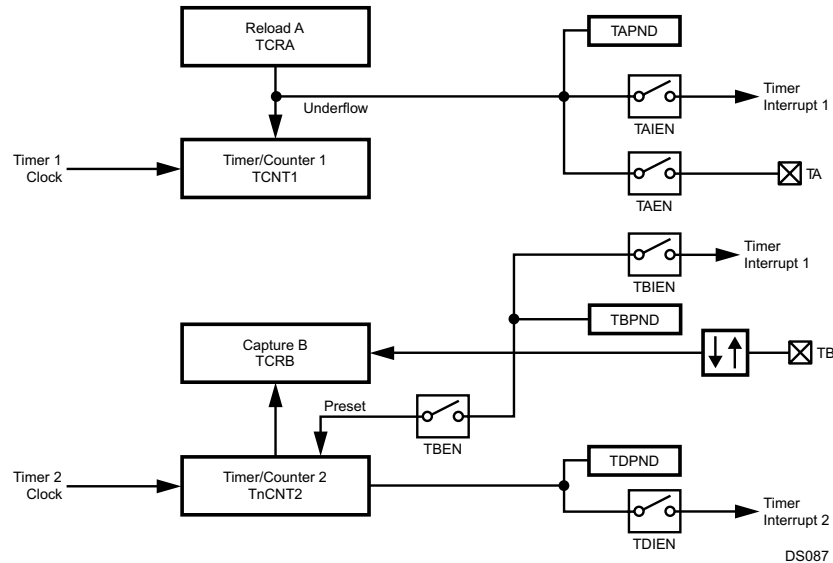 Reload A
TCRA
TAPND
Underflow
Timer
Interrupt 1
TAIEN
Timer 1
Clock
Timer/Counter 1
TCNT1
TA
TAEN
Timer
Interrupt 1
TBIEN
TBPND
Capture B
TCRB
TB
Preset
TBEN
Timer 2
Clock
Timer/Counter 2
TnCNT2
TDPND
Timer
Interrupt 2
TDIEN
DS087